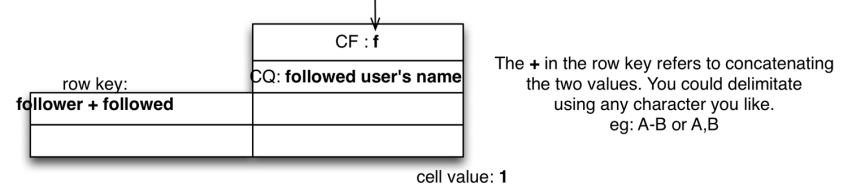 CF : f
CQ: followed user's name
row key:
follower + followed
The + in the row key refers to concatenating
the two values. You could delimitate
using any character you like.
eg: A-B or A,B
cell value: 1